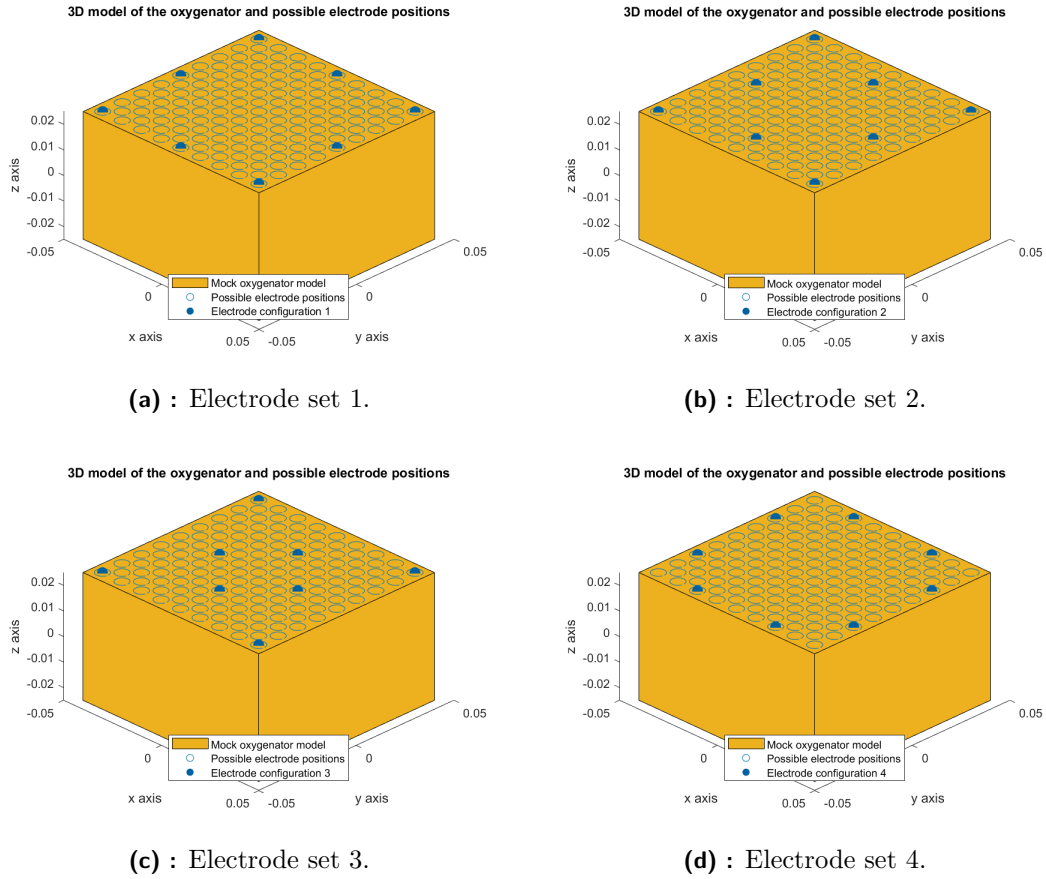 3D model of the oxygenator and possible electrode positions
0.02
0.01
0
-0.01
-0.02
z axis
-0.05
0
0.05
x axis
-0.05
0
0.05
y axis
Mock oxygenator model
Possible electrode positions
Electrode configuration 1
(a) : Electrode set 1.
3D model of the oxygenator and possible electrode positions
0.02
0.01
0
-0.01
-0.02
z axis
-0.05
0
0.05
x axis
-0.05
0
0.05
y axis
Mock oxygenator model
Possible electrode positions
Electrode configuration 2
(b) : Electrode set 2.
3D model of the oxygenator and possible electrode positions
0.02
0.01
0
-0.01
-0.02
z axis
-0.05
0
0.05
x axis
-0.05
0
0.05
y axis
Mock oxygenator model
Possible electrode positions
Electrode configuration 3
(c) : Electrode set 3.
3D model of the oxygenator and possible electrode positions
0.02
0.01
0
-0.01
-0.02
z axis
-0.05
0
0.05
x axis
-0.05
0
0.05
y axis
Mock oxygenator model
Possible electrode positions
Electrode configuration 4
(d) : Electrode set 4.